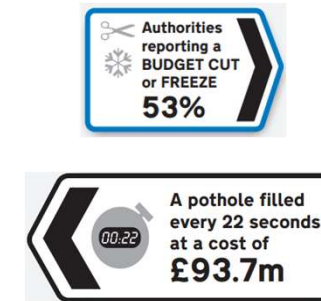 Authorities
reporting a
BUDGET CUT
or FREEZE
53%
00:22
A pothole filled
every 22 seconds
at a cost of
£93.7m